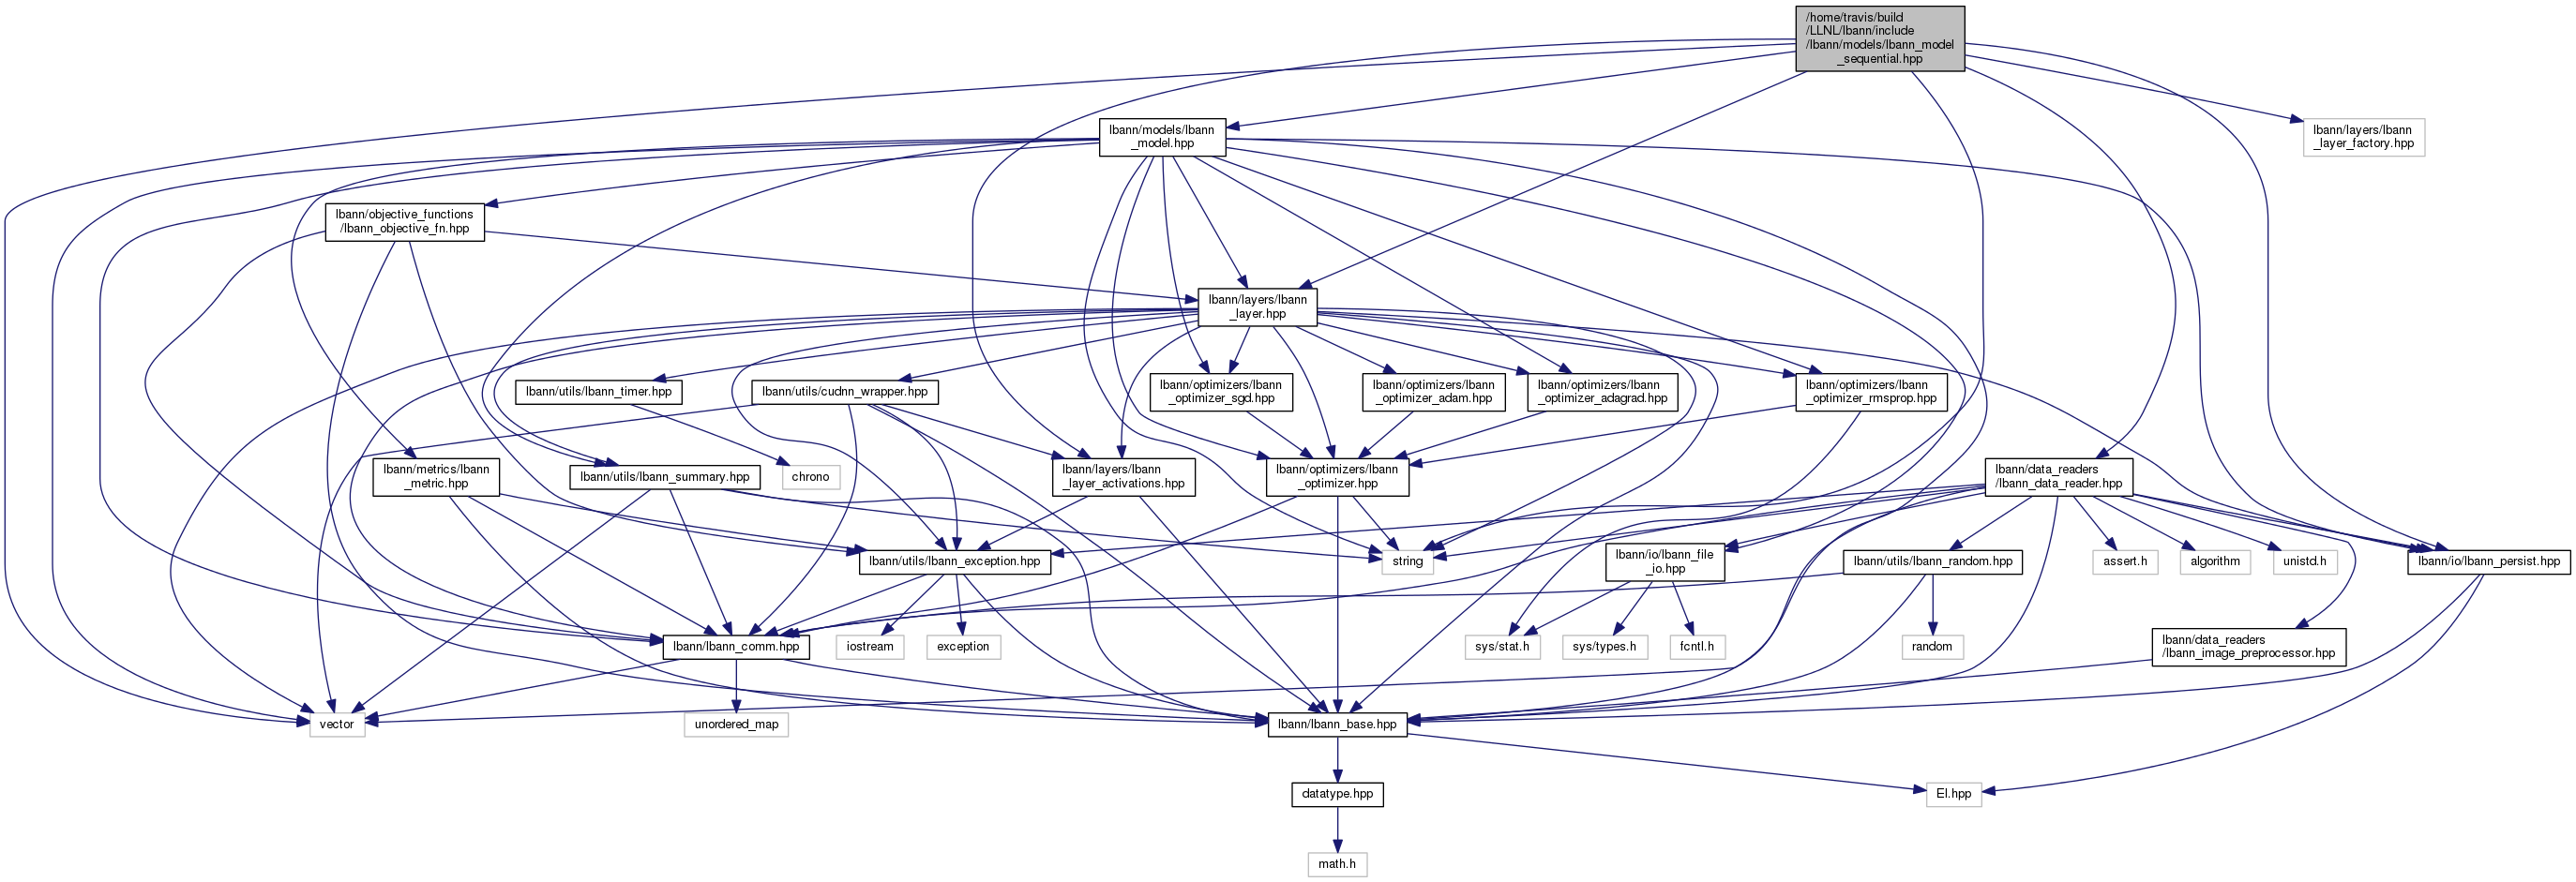 /home/travis/build
/LLNL/lbann/include
/lbann/models/lbann_model
_sequential.hpp
lbann/models/lbann
_model.hpp
lbann/layers/lbann
_layer_factory.hpp
lbann/objective_functions
/lbann_objective_fn.hpp
lbann/layers/lbann
_layer.hpp
lbann/utils/lbann_timer.hpp
lbann/utils/cudnn_wrapper.hpp
lbann/optimizers/lbann
_optimizer_sgd.hpp
lbann/optimizers/lbann
_optimizer_adam.hpp
lbann/optimizers/lbann
_optimizer_adagrad.hpp
lbann/optimizers/lbann
_optimizer_rmsprop.hpp
lbann/metrics/lbann
_metric.hpp
lbann/utils/lbann_summary.hpp
chrono
lbann/layers/lbann
_layer_activations.hpp
lbann/optimizers/lbann
_optimizer.hpp
lbann/data_readers
/lbann_data_reader.hpp
lbann/utils/lbann_exception.hpp
string
lbann/io/lbann_file
_io.hpp
lbann/utils/lbann_random.hpp
assert.h
algorithm
unistd.h
lbann/io/lbann_persist.hpp
lbann/lbann_comm.hpp
iostream
exception
sys/stat.h
sys/types.h
fcntl.h
random
lbann/data_readers
/lbann_image_preprocessor.hpp
vector
unordered_map
lbann/lbann_base.hpp
datatype.hpp
El.hpp
math.h